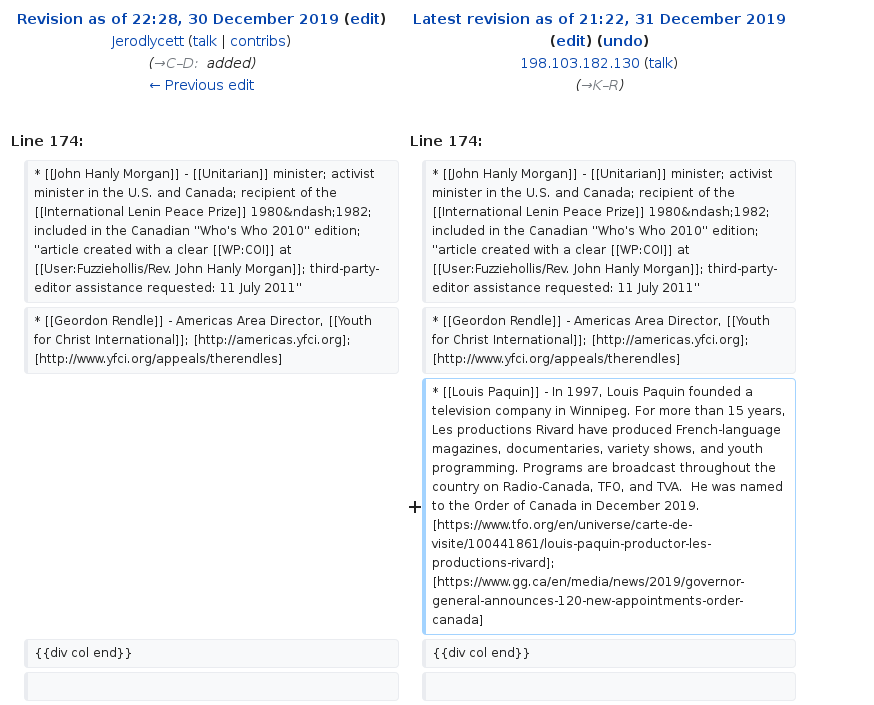 Revision as of 22:28, 30 December 2019 (edit)
Jerodlycett (talk | contribs)
(→C–D: added)
← Previous edit
Latest revision as of 21:22, 31 December 2019
(edit) (undo)
198.103.182.130 (talk)
(→K–R)
Line 174:
Line 174:
* [[John Hanly Morgan]] - [[Unitarian]] minister; activist
minister in the U.S. and Canada; recipient of the
[[International Lenin Peace Prize]] 1980&ndash;1982;
included in the Canadian "Who's Who 2010" edition;
''article created with a clear [[WP:COI]] at
[[User:Fuzziehollis/Rev. John Hanly Morgan]]; third-party-
editor assistance requested: 11 July 2011''
* [[John Hanly Morgan]] - [[Unitarian]] minister; activist
minister in the U.S. and Canada; recipient of the
[[International Lenin Peace Prize]] 1980&ndash;1982;
included in the Canadian "Who's Who 2010" edition;
''article created with a clear [[WP:COI]] at
[[User:Fuzziehollis/Rev. John Hanly Morgan]]; third-party-
editor assistance requested: 11 July 2011''
* [[Geordon Rendle]] - Americas Area Director, [[Youth
for Christ International]]; [http://americas.yfci.org];
[http://www.yfci.org/appeals/therendles]
* [[Geordon Rendle]] - Americas Area Director, [[Youth
for Christ International]]; [http://americas.yfci.org];
[http://www.yfci.org/appeals/therendles]
+
* [[Louis Paquin]] - In 1997, Louis Paquin founded a
television company in Winnipeg. For more than 15 years,
Les productions Rivard have produced French-language
magazines, documentaries, variety shows, and youth
programming. Programs are broadcast throughout the
country on Radio-Canada, TFO, and TVA.  He was named
to the Order of Canada in December 2019.
[https://www.tfo.org/en/universe/carte-de-
visite/100441861/louis-paquin-productor-les-
productions-rivard];
[https://www.gg.ca/en/media/news/2019/governor-
general-announces-120-new-appointments-order-
canada]
{{div col end}}
{{div col end}}